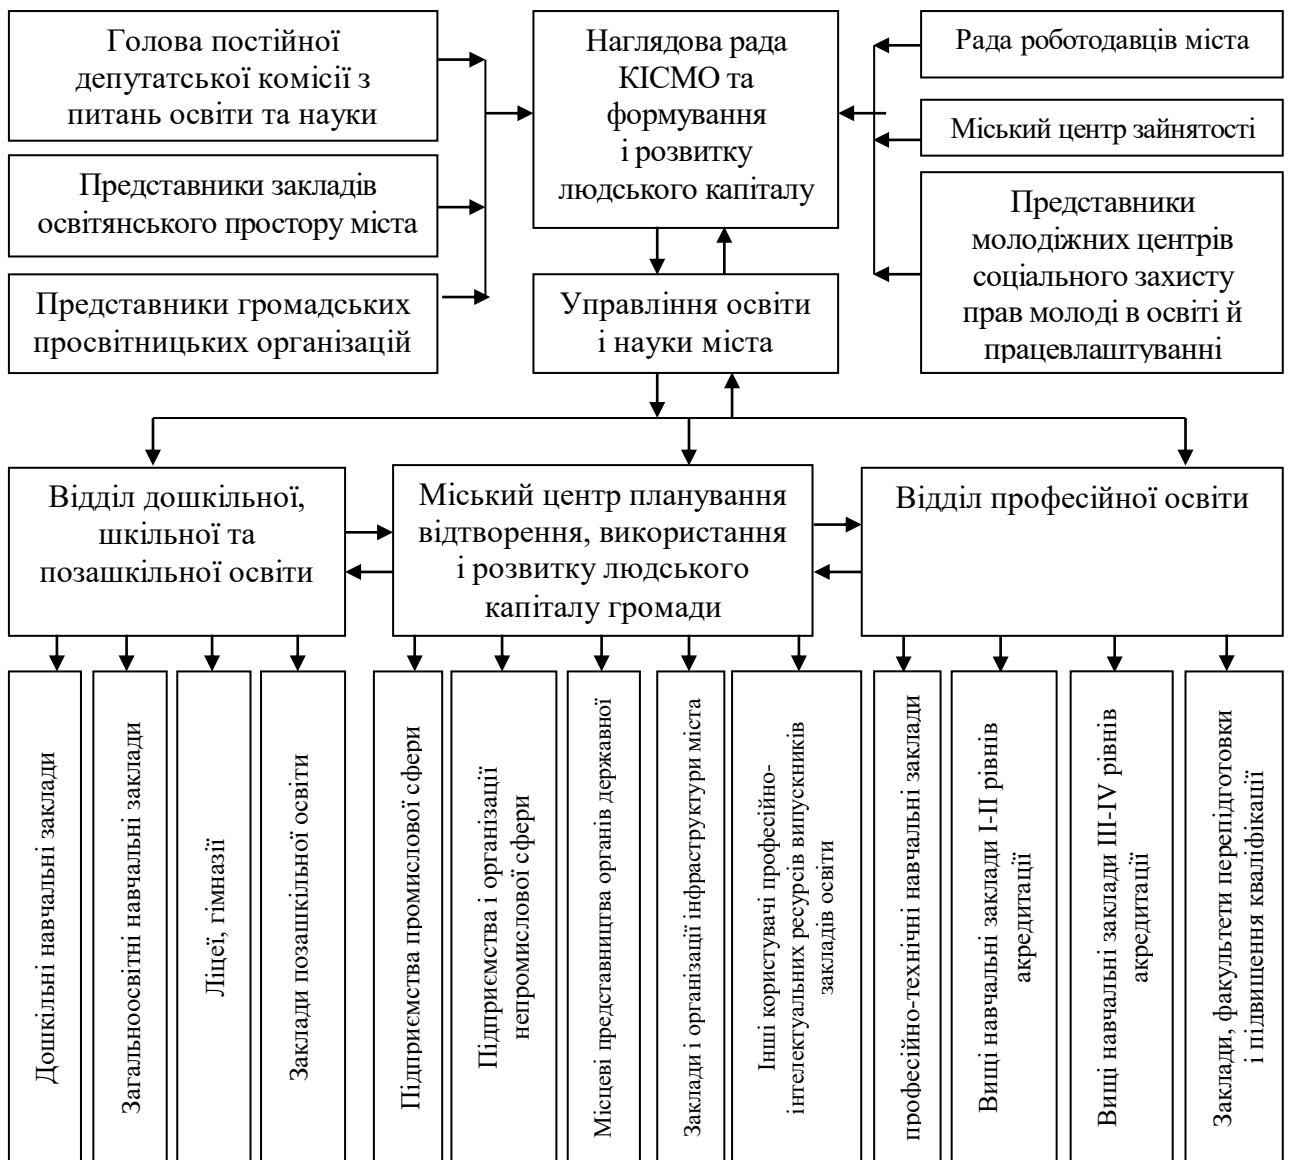 Голова постійної
депутатської комісії з
питань освіти та науки
Представники закладів
освітянського простору міста
Представники громадських
просвітницьких організацій
Наглядова рада
КІСМО та
формування
і розвитку
людського капіталу
Рада роботодавців міста
Міський центр зайнятості
Представники
молодіжних центрів
соціального захисту
прав молоді в освіті й
працевлаштуванні
Управління освіти
і науки міста
Відділ дошкільної,
шкільної та
позашкільної освіти
Міський центр планування
відтворення, використання
і розвитку людського
капіталу громади
Відділ професійної освіти
Дошкільні навчальні заклади
Загальноосвітні навчальні заклади
Ліцеї, гімназії
Заклади позашкільної освіти
Підприємства промислової сфери
Підприємства і організації
непромислової сфери
Місцеві представництва органів державної
Заклади і організації інфраструктури міста
Інші користувачі професійно-
інтелектуальних ресурсів випускників
закладів освіти
професійно-технічні навчальні заклади
Вищі навчальні заклади І-ІІ рівнів
акредитації
Вищі навчальні заклади ІІІ-IV рівнів
акредитації
Заклади, факультети перепідготовки
і підвищення кваліфікації